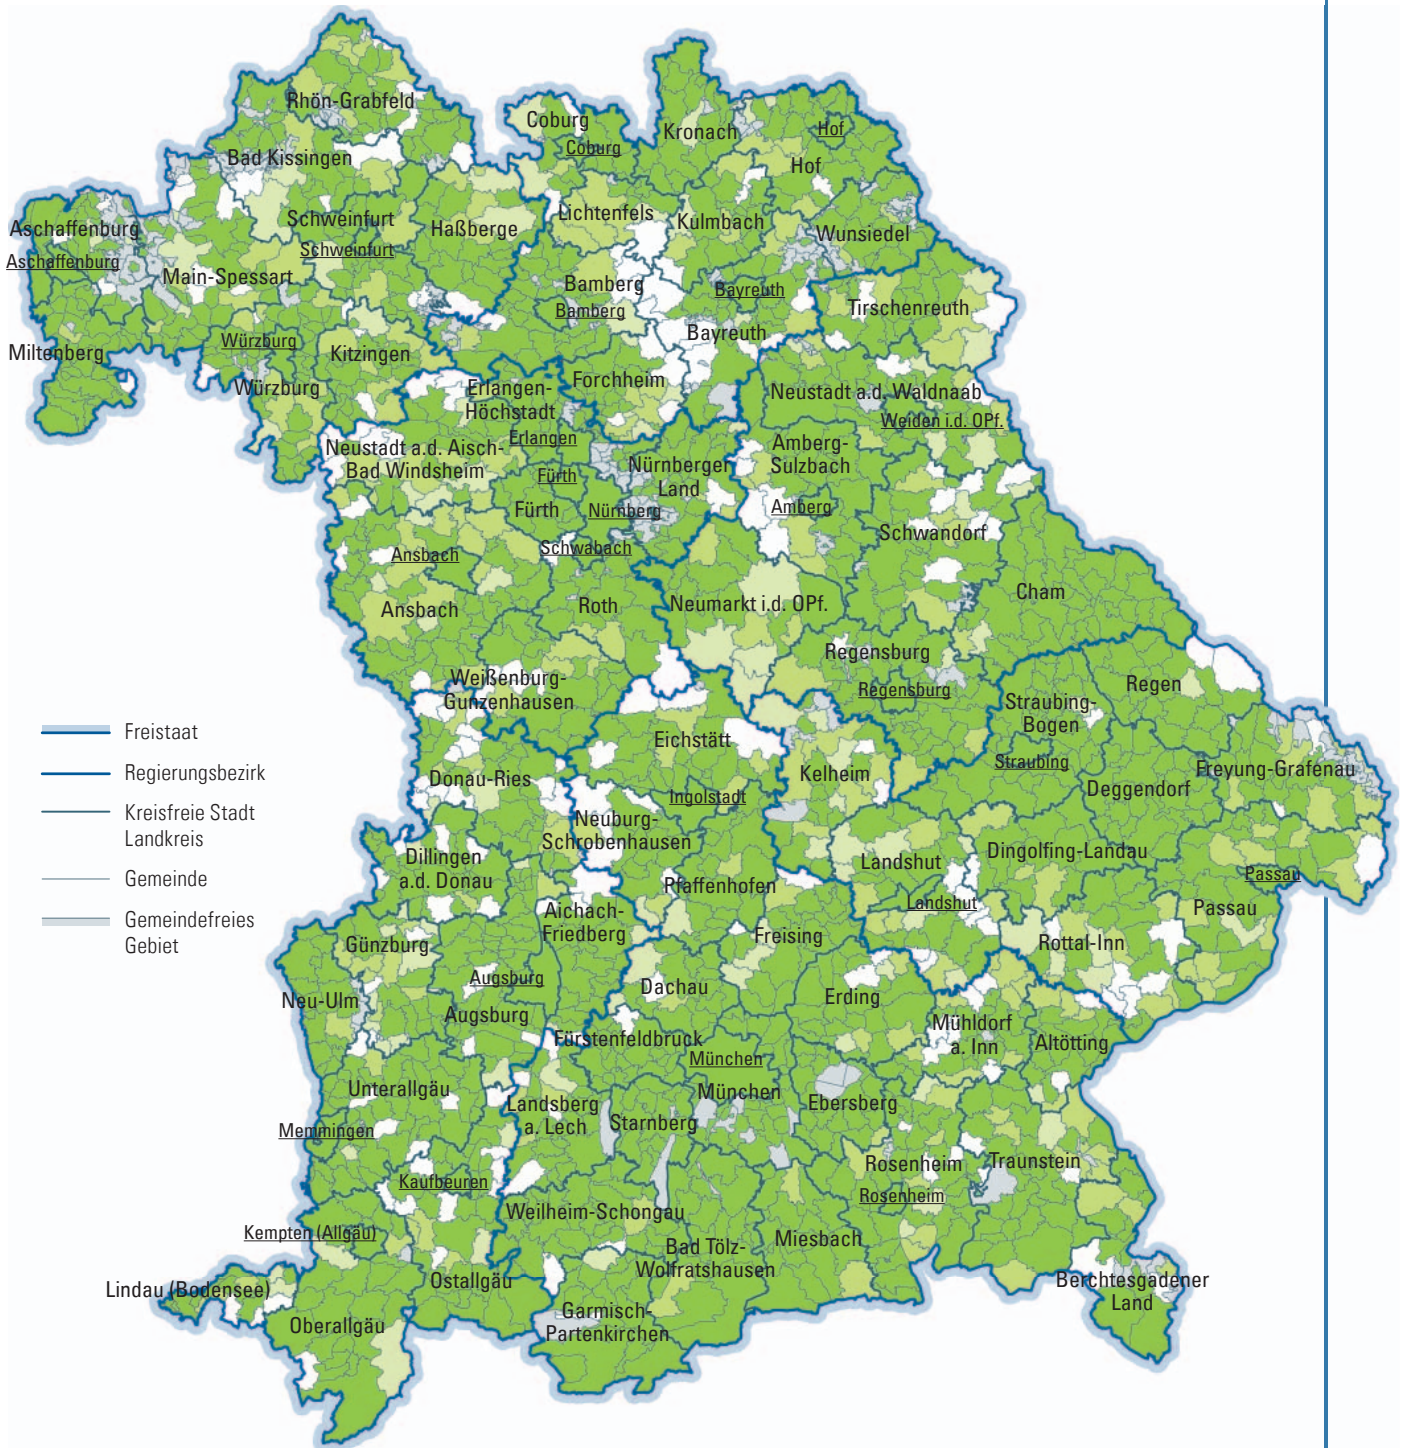 Rhön-Grabfeld
Coburg
Kronach
Hof
Coburg
Bad Kissingen
Hof
Schweinfurt
Haßberge
Lichtenfels
Kulmbach
Wunsiedel
Aschaffenburg
Schweinfurt
Aschaffenburg
Main-Spessart
Bamberg
Bayreuth
Tirschenreuth
Bamberg
Bayreuth
Würzburg
Miltenberg
Kitzingen
Forchheim
Würzburg
Erlangen-
Höchstadt
Neustadt a.d. Waldnaab
Weiden i.d. OPf.
Erlangen
Neustadt a.d. Aisch-
Bad Windsheim
Amberg-
Sulzbach
Nürnberger
Land
Fürth
Fürth
Nürnberg
Amberg
Schwandorf
Schwabach
Ansbach
Cham
Ansbach
Roth
Neumarkt i.d. OPf.
Regensburg
Regensburg
Weißenburg-
Gunzenhausen
Regen
Straubing-
Bogen
Freistaat
Eichstätt
Straubing
Regierungsbezirk
Donau-Ries
Kelheim
Freyung-Grafenau
Deggendorf
Ingolstadt
Kreisfreie Stadt
Landkreis
Neuburg-
Schrobenhausen
Dillingen
a.d. Donau
Landshut
Dingolfing-Landau
Passau
Gemeinde
Pfaffenhofen
Landshut
Passau
Gemeindefreies
Gebiet
Aichach-
Friedberg
Günzburg
Freising
Rottal-Inn
Augsburg
Neu-Ulm
Dachau
Erding
Augsburg
Mühldorf
a. Inn
Altötting
Fürstenfeldbruck
München
Unterallgäu
München
Ebersberg
Landsberg
a. Lech
Starnberg
Memmingen
Rosenheim
Traunstein
Kaufbeuren
Rosenheim
Weilheim-Schongau
Kempten (Allgäu)
Miesbach
Bad Tölz-
Wolfratshausen
Lindau (Bodensee)
Ostallgäu
Berchtesgadener
Land
Oberallgäu
Garmisch-
Partenkirchen